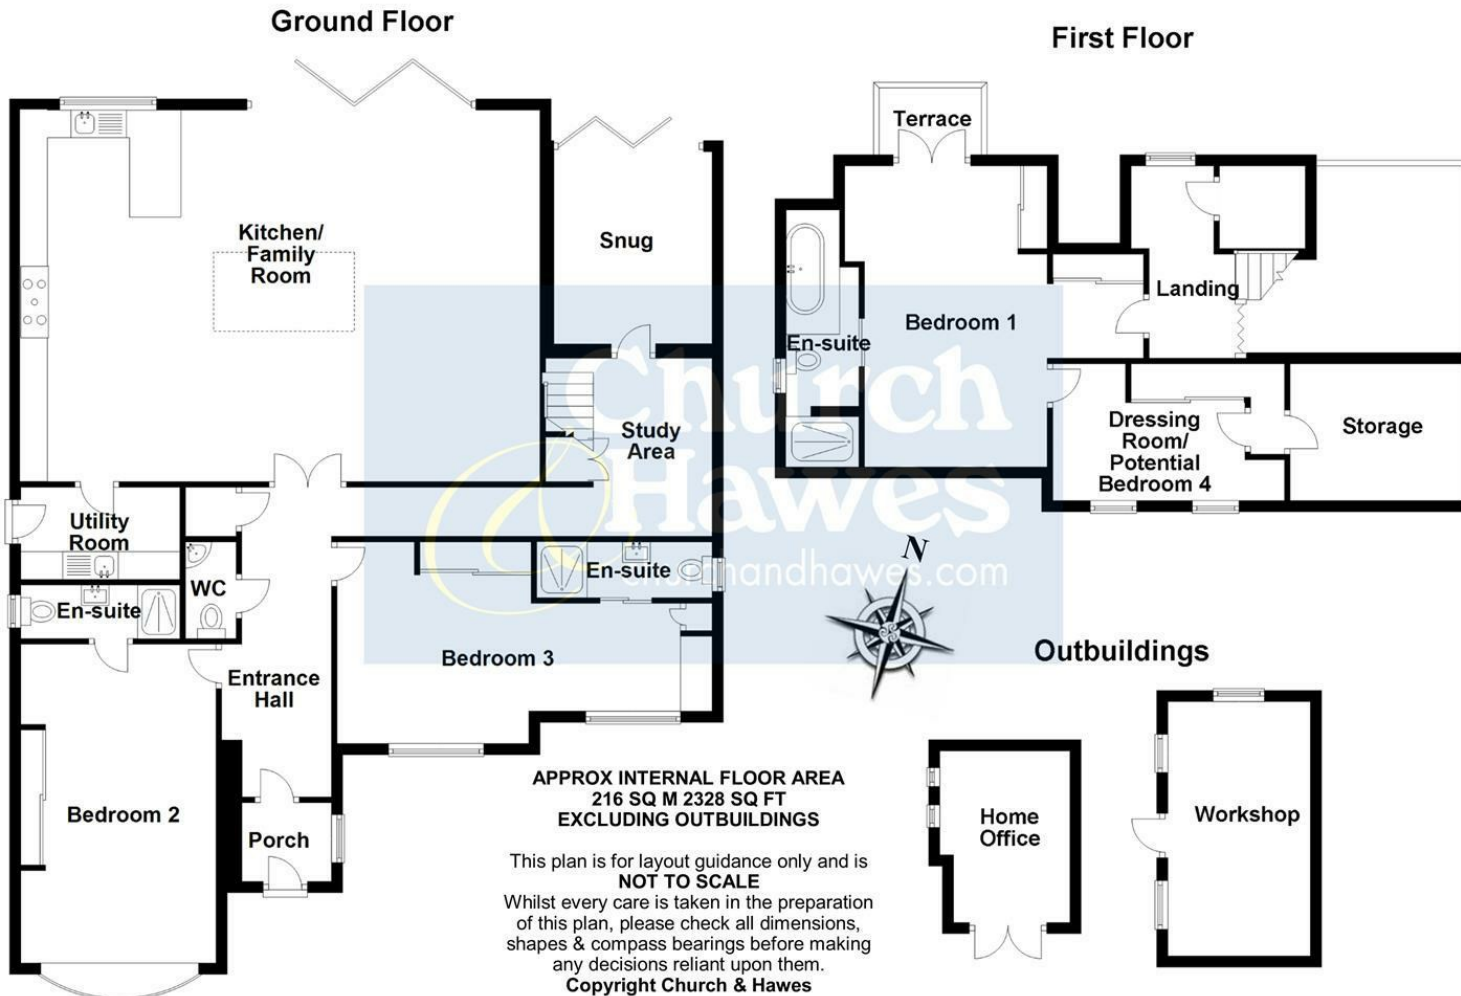 Ground Floor
First Floor
Terrace
Kitchen/
Family
Room
Snug
Landing
Bedroom 1
En-suite
Study
Area
Dressing
Room/
Potential
Bedroom 4
Storage
Church
& Hawes
churchandhawes.com
Utility
Room
WC
En-suite
En-suite
N
Bedroom 3
Entrance
Hall
Outbuildings
Bedroom 2
Porch
Home
Office
Workshop
APPROX INTERNAL FLOOR AREA
216 SQ M 2328 SQ FT
EXCLUDING OUTBUILDINGS
This plan is for layout guidance only and is
NOT TO SCALE
Whilst every care is taken in the preparation
of this plan, please check all dimensions,
shapes & compass bearings before making
any decisions reliant upon them.
Copyright Church & Hawes